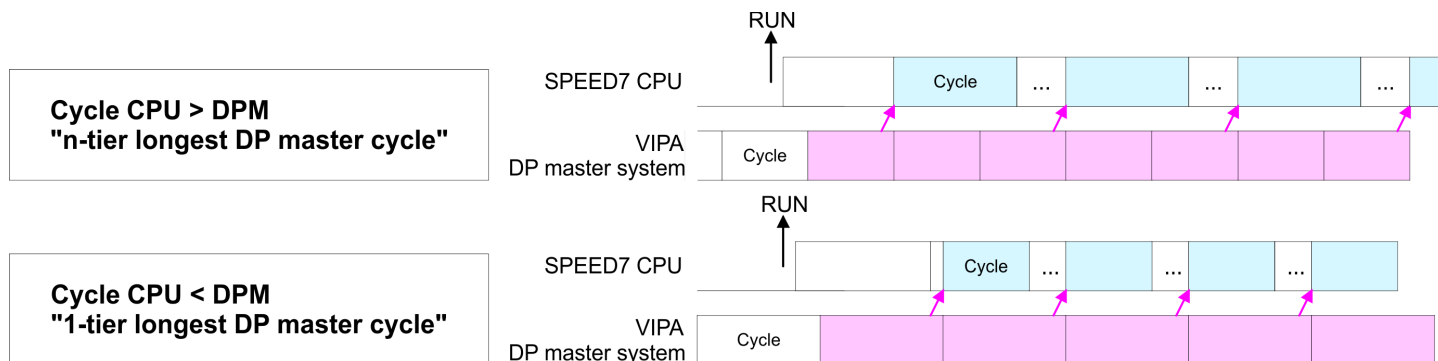 RUN
SPEED7 CPU
Cycle
...
...
...
Cycle CPU > DPM
"n-tier longest DP master cycle"
VIPA
DP master system
Cycle
RUN
SPEED7 CPU
Cycle
...
...
...
Cycle CPU < DPM
"1-tier longest DP master cycle"
VIPA
DP master system
Cycle